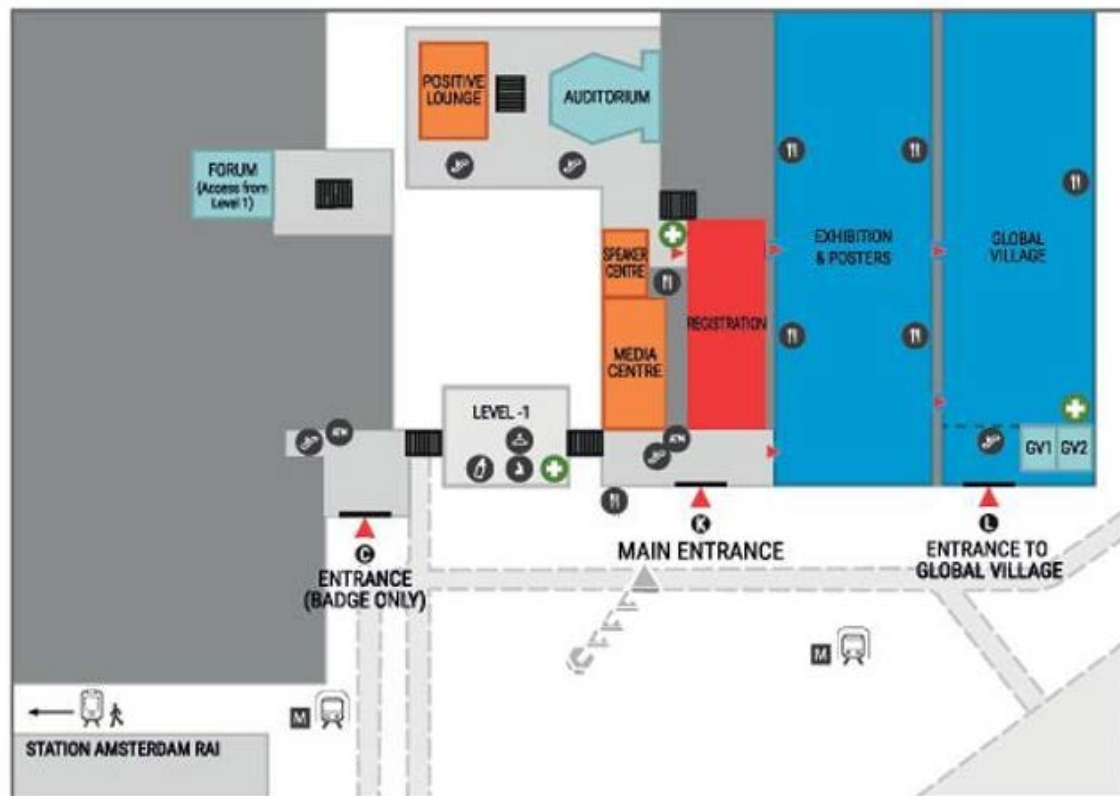 POSITIVE
LOUNGE
AUDITORIUM
FORUM
(Access from
Level 1)
SPEAKER
CENTRE
EXHIBITION
& POSTERS
GLOBAL
VILLAGE
REGISTRATION
MEDIA
CENTRE
LEVEL -1
GV1
GV2
C
ENTRANCE
(BADGE ONLY)
K
MAIN ENTRANCE
L
ENTRANCE TO
GLOBAL VILLAGE
M
M
STATION AMSTERDAM RAI